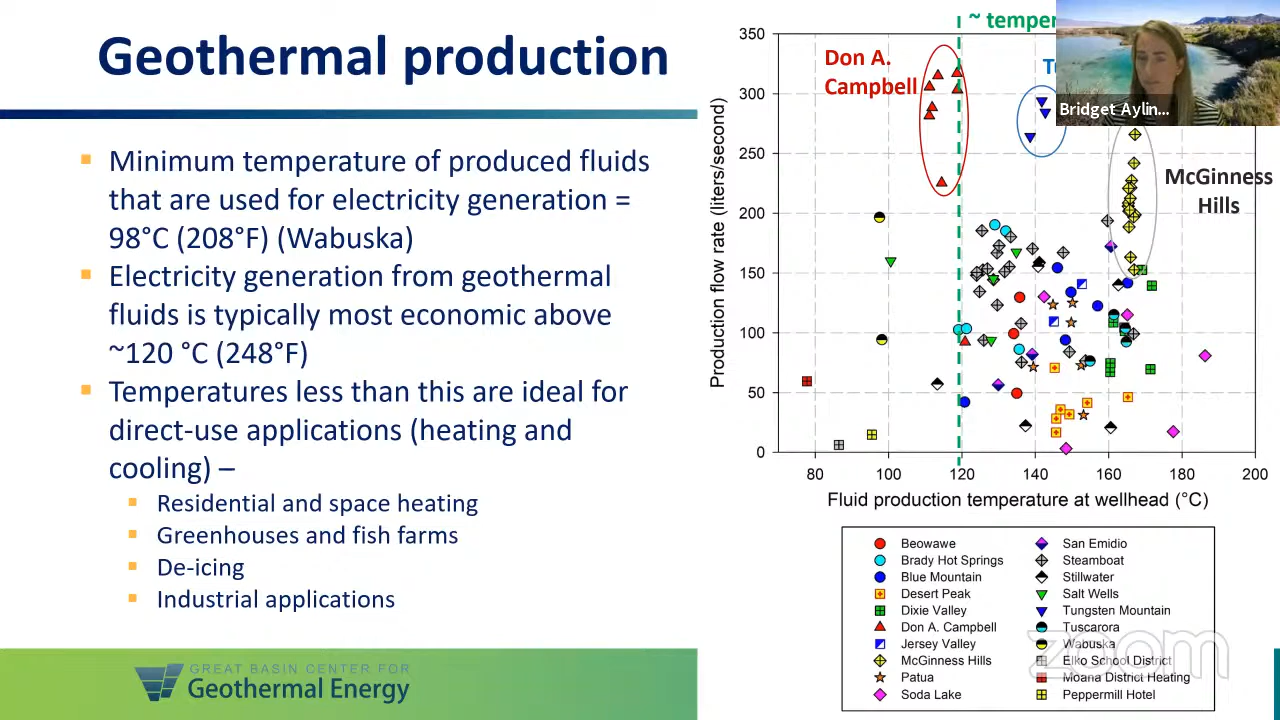 Geothermal production
Minimum temperature of produced fluids
that are used for electricity generation =
98°C (208°F) (Wabuska)
Electricity generation from geothermal
fluids is typically most economic above
~120 °C (248°F)
Temperatures less than this are ideal for
direct-use applications (heating and
cooling) –
Residential and space heating
Greenhouses and fish farms
De-icing
Industrial applications
GREAT BASIN CENTER FOR
Geothermal Energy
~ temper
Don A.
Campbell
Tu
Bridget Aylin...
McGinness
Hills
Production flow rate (liters/second)
350
300
250
200
150
100
50
0
80 100 120 140 160 180 200
Fluid production temperature at wellhead (°C)
Beowawe
Brady Hot Springs
Blue Mountain
Desert Peak
Dixie Valley
Don A. Campbell
Jersey Valley
McGinness Hills
Patua
Soda Lake
San Emidio
Steamboat
Stillwater
Salt Wells
Tungsten Mountain
Tuscarora
Wabuska
Elko School District
Moana District Heating
Peppermill Hotel
zoom